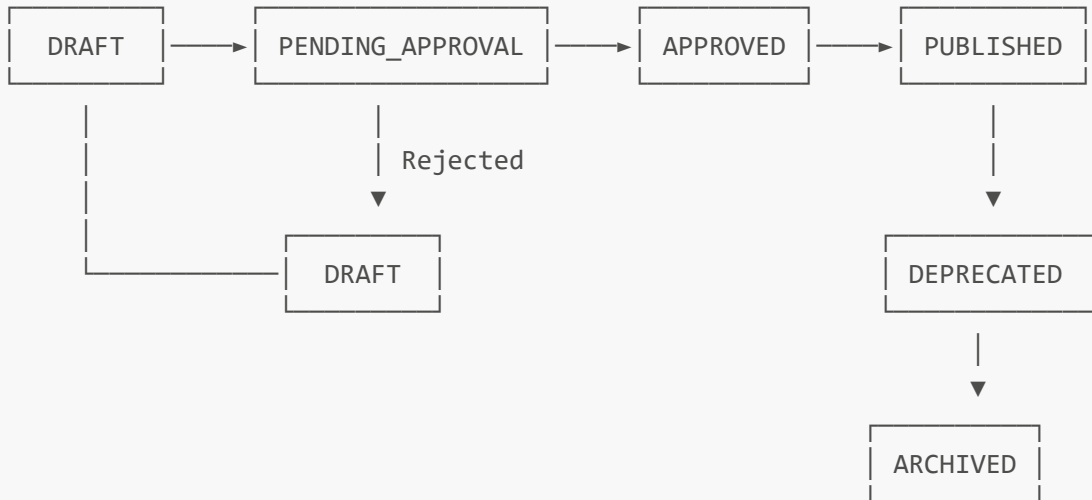 DRAFT PENDING_APPROVAL APPROVED PUBLISHED
Rejected
DRAFT DEPRECATED
ARCHIVED